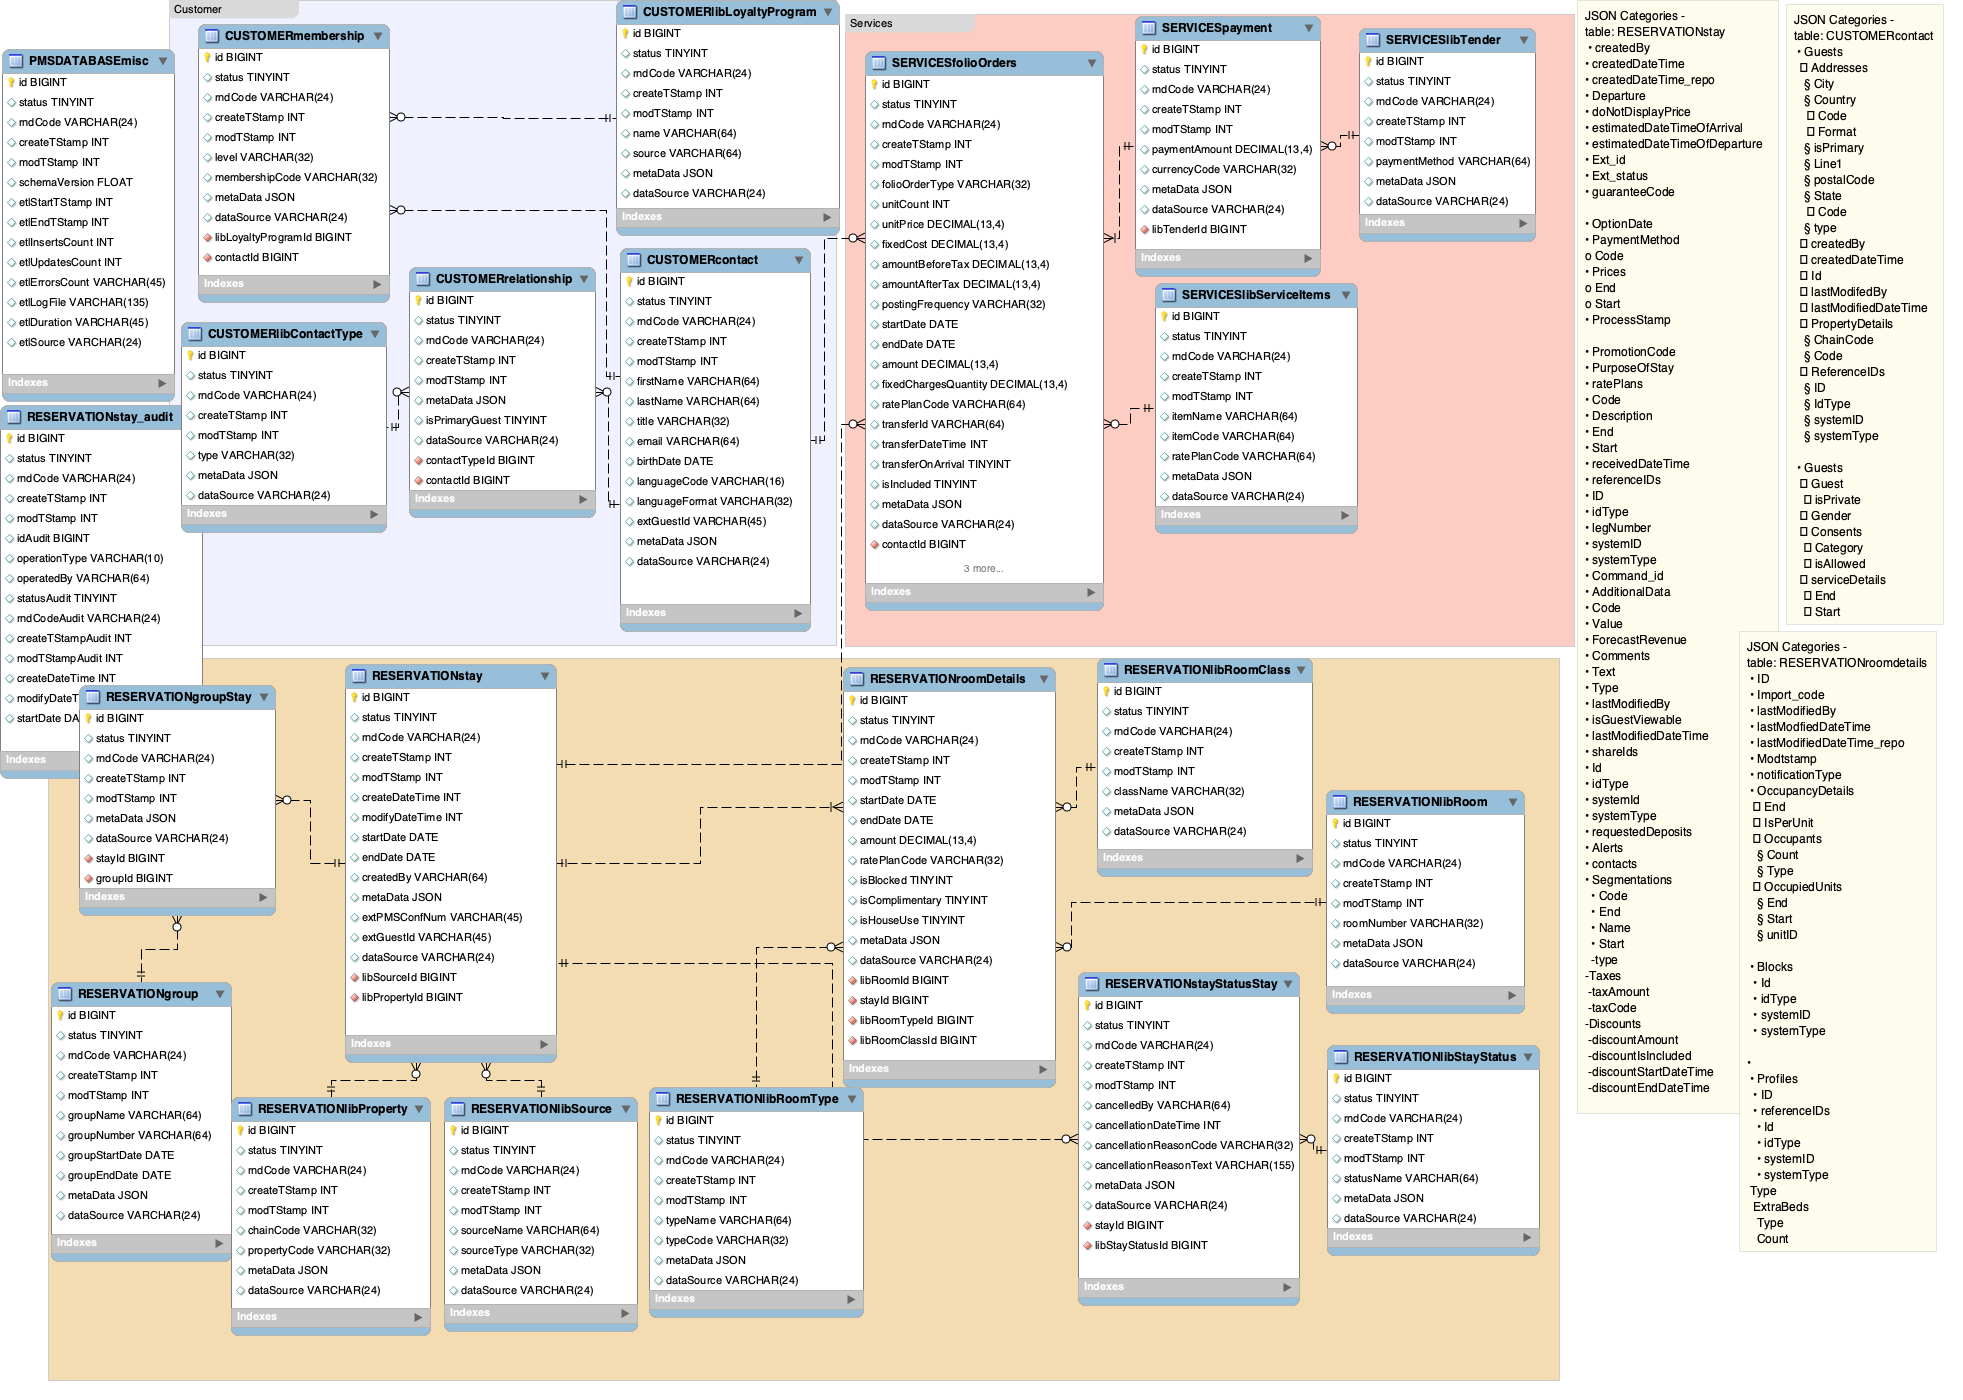 Customer
CUSTOMERmembership
id BIGINT
status TINYINT
rndCode VARCHAR(24)
createTStamp INT
modTStamp INT
level VARCHAR(32)
membershipCode VARCHAR(32)
metaData JSON
dataSource VARCHAR(24)
libLoyaltyProgramId BIGINT
contactId BIGINT
Indexes
CUSTOMERlibLoyaltyProgram
id BIGINT
status TINYINT
rndCode VARCHAR(24)
createTStamp INT
modTStamp INT
name VARCHAR(64)
source VARCHAR(64)
metaData JSON
dataSource VARCHAR(24)
Indexes
PMSDATABASEmisc
id BIGINT
status TINYINT
rndCode VARCHAR(24)
createTStamp INT
modTStamp INT
schemaVersion FLOAT
etlStartTStamp INT
etlEndTStamp INT
etlInsertsCount INT
etlUpdatesCount INT
etlErrorsCount VARCHAR(45)
etlLogFile VARCHAR(135)
etlDuration VARCHAR(45)
etlSource VARCHAR(24)
Indexes
CUSTOMERlibContactType
id BIGINT
status TINYINT
rndCode VARCHAR(24)
createTStamp INT
modTStamp INT
type VARCHAR(32)
metaData JSON
dataSource VARCHAR(24)
Indexes
CUSTOMERrelationship
id BIGINT
status TINYINT
rndCode VARCHAR(24)
createTStamp INT
modTStamp INT
metaData JSON
isPrimaryGuest TINYINT
dataSource VARCHAR(24)
contactTypeId BIGINT
contactId BIGINT
Indexes
CUSTOMERcontact
id BIGINT
status TINYINT
rndCode VARCHAR(24)
createTStamp INT
modTStamp INT
firstName VARCHAR(64)
lastName VARCHAR(64)
title VARCHAR(32)
email VARCHAR(64)
birthDate DATE
languageCode VARCHAR(16)
languageFormat VARCHAR(32)
extGuestId VARCHAR(45)
metaData JSON
dataSource VARCHAR(24)
Indexes
RESERVATIONstay_audit
id BIGINT
status TINYINT
rndCode VARCHAR(24)
createTStamp INT
modTStamp INT
idAudit BIGINT
operationType VARCHAR(10)
operatedBy VARCHAR(64)
statusAudit TINYINT
rndCodeAudit VARCHAR(24)
createTStampAudit INT
modTStampAudit INT
createDateTime INT
modifyDateT
startDate DA
Indexes
Services
SERVICESfolioOrders
id BIGINT
status TINYINT
rndCode VARCHAR(24)
createTStamp INT
modTStamp INT
folioOrderType VARCHAR(32)
unitCount INT
unitPrice DECIMAL(13,4)
fixedCost DECIMAL(13,4)
amountBeforeTax DECIMAL(13,4)
amountAfterTax DECIMAL(13,4)
postingFrequency VARCHAR(32)
startDate DATE
endDate DATE
amount DECIMAL(13,4)
fixedChargesQuantity DECIMAL(13,4)
ratePlanCode VARCHAR(64)
transferId VARCHAR(64)
transferDateTime INT
transferOnArrival TINYINT
isIncluded TINYINT
metaData JSON
dataSource VARCHAR(24)
contactId BIGINT
3 more...
Indexes
SERVICESpayment
id BIGINT
status TINYINT
rndCode VARCHAR(24)
createTStamp INT
modTStamp INT
paymentAmount DECIMAL(13,4)
currencyCode VARCHAR(32)
metaData JSON
dataSource VARCHAR(24)
libTenderId BIGINT
Indexes
SERVICESlibTender
id BIGINT
status TINYINT
rndCode VARCHAR(24)
createTStamp INT
modTStamp INT
paymentMethod VARCHAR(64)
metaData JSON
dataSource VARCHAR(24)
Indexes
SERVICESlibServiceItems
id BIGINT
status TINYINT
rndCode VARCHAR(24)
createTStamp INT
modTStamp INT
itemName VARCHAR(64)
itemCode VARCHAR(64)
ratePlanCode VARCHAR(64)
metaData JSON
dataSource VARCHAR(24)
Indexes
RESERVATIONgroupStay
id BIGINT
status TINYINT
rndCode VARCHAR(24)
createTStamp INT
modTStamp INT
metaData JSON
dataSource VARCHAR(24)
stayId BIGINT
groupId BIGINT
Indexes
RESERVATIONstay
id BIGINT
status TINYINT
rndCode VARCHAR(24)
createTStamp INT
modTStamp INT
createDateTime INT
modifyDateTime INT
startDate DATE
endDate DATE
createdBy VARCHAR(64)
metaData JSON
extPMSConfNum VARCHAR(45)
extGuestId VARCHAR(45)
dataSource VARCHAR(24)
libSourceId BIGINT
libPropertyId BIGINT
Indexes
RESERVATIONroomDetails
id BIGINT
status TINYINT
rndCode VARCHAR(24)
createTStamp INT
modTStamp INT
startDate DATE
endDate DATE
amount DECIMAL(13,4)
ratePlanCode VARCHAR(32)
isBlocked TINYINT
isComplimentary TINYINT
isHouseUse TINYINT
metaData JSON
dataSource VARCHAR(24)
libRoomId BIGINT
stayId BIGINT
libRoomTypeId BIGINT
libRoomClassId BIGINT
Indexes
RESERVATIONlibRoomClass
id BIGINT
status TINYINT
rndCode VARCHAR(24)
createTStamp INT
modTStamp INT
className VARCHAR(32)
metaData JSON
dataSource VARCHAR(24)
Indexes
RESERVATIONlibRoom
id BIGINT
status TINYINT
rndCode VARCHAR(24)
createTStamp INT
modTStamp INT
roomNumber VARCHAR(32)
metaData JSON
dataSource VARCHAR(24)
Indexes
RESERVATIONgroup
id BIGINT
status TINYINT
rndCode VARCHAR(24)
createTStamp INT
modTStamp INT
groupName VARCHAR(64)
groupNumber VARCHAR(64)
groupStartDate DATE
groupEndDate DATE
metaData JSON
dataSource VARCHAR(24)
Indexes
RESERVATIONlibProperty
id BIGINT
status TINYINT
rndCode VARCHAR(24)
createTStamp INT
modTStamp INT
chainCode VARCHAR(32)
propertyCode VARCHAR(32)
metaData JSON
dataSource VARCHAR(24)
Indexes
RESERVATIONlibSource
id BIGINT
status TINYINT
rndCode VARCHAR(24)
createTStamp INT
modTStamp INT
sourceName VARCHAR(64)
sourceType VARCHAR(32)
metaData JSON
dataSource VARCHAR(24)
Indexes
RESERVATIONlibRoomType
id BIGINT
status TINYINT
rndCode VARCHAR(24)
createTStamp INT
modTStamp INT
typeName VARCHAR(64)
typeCode VARCHAR(32)
metaData JSON
dataSource VARCHAR(24)
Indexes
RESERVATIONstayStatusStay
id BIGINT
status TINYINT
rndCode VARCHAR(24)
createTStamp INT
modTStamp INT
cancelledBy VARCHAR(64)
cancellationDateTime INT
cancellationReasonCode VARCHAR(32)
cancellationReasonText VARCHAR(155)
metaData JSON
dataSource VARCHAR(24)
stayId BIGINT
libStayStatusId BIGINT
Indexes
RESERVATIONlibStayStatus
id BIGINT
status TINYINT
rndCode VARCHAR(24)
createTStamp INT
modTStamp INT
statusName VARCHAR(64)
metaData JSON
dataSource VARCHAR(24)
Indexes
JSON Categories -
table: RESERVATIONstay
• createdBy
• createdDateTime
• createdDateTime_repo
• Departure
• doNotDisplayPrice
• estimatedDateTimeOfArrival
• estimatedDateTimeOfDeparture
• Ext_id
• Ext_status
• guaranteeCode
• OptionDate
• PaymentMethod
o Code
• Prices
o End
o Start
• ProcessStamp
• PromotionCode
• PurposeOfStay
• ratePlans
• Code
• Description
• End
• Start
• receivedDateTime
• referenceIDs
• ID
• idType
• legNumber
• systemID
• systemType
• Command_id
• AdditionalData
• Code
• Value
• ForecastRevenue
• Comments
• Text
• Type
• lastModifiedBy
• isGuestViewable
• lastModifiedDateTime
• shareIds
• Id
• idType
• systemId
• systemType
• requestedDeposits
• Alerts
• contacts
• Segmentations
• Code
• End
• Name
• Start
-type
-Taxes
-taxAmount
-taxCode
-Discounts
-discountAmount
-discountIsIncluded
-discountStartDateTime
-discountEndDateTime
JSON Categories -
table: CUSTOMERcontact
• Guests
□ Addresses
§ City
§ Country
□ Code
□ Format
§ isPrimary
§ Line1
§ postalCode
§ State
□ Code
§ type
□ createdBy
□ createdDateTime
□ Id
□ lastModifedBy
□ lastModifiedDateTime
□ PropertyDetails
§ ChainCode
§ Code
□ ReferenceIDs
§ ID
§ IdType
§ systemID
§ systemType
• Guests
□ Guest
□ isPrivate
□ Gender
□ Consents
□ Category
□ isAllowed
□ serviceDetails
□ End
□ Start
JSON Categories -
table: RESERVATIONroomdetails
• ID
• Import_code
• lastModifiedBy
• lastModfiedDateTime
• lastModifiedDateTime_repo
• Modtstamp
• notificationType
• OccupancyDetails
□ End
□ IsPerUnit
□ Occupants
§ Count
§ Type
□ OccupiedUnits
§ End
§ Start
§ unitID
• Blocks
• Id
• idType
• systemID
• systemType
•
• Profiles
• ID
• referenceIDs
• Id
• idType
• systemID
• systemType
Type
ExtraBeds
Type
Count